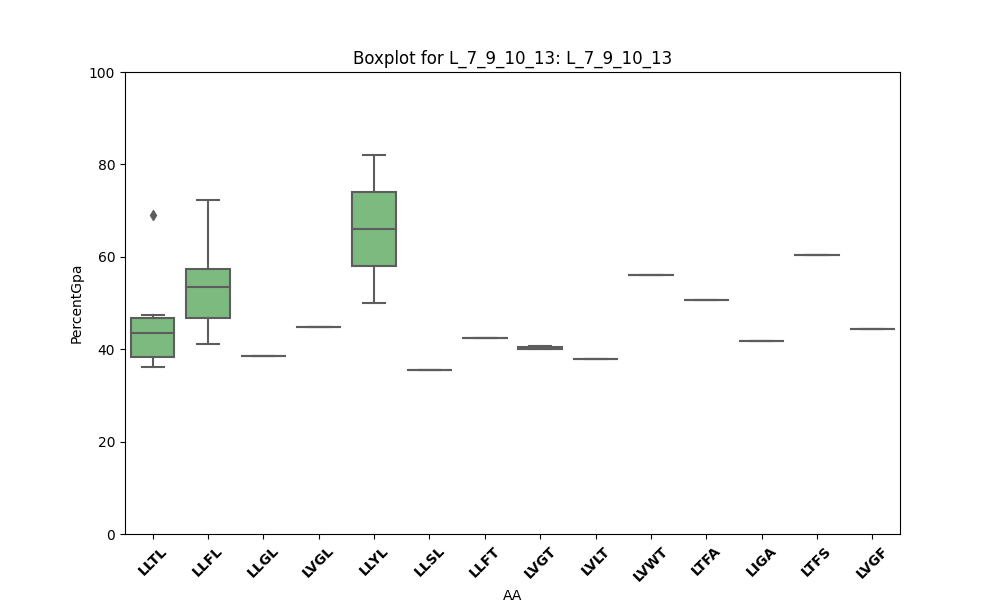 Boxplot for L_7_9_10_13: L_7_9_10_13
PercentGpa
100
80
60
40
20
0
LLTL LLFL LLGL LVGL LLYL LLSL LLFT LVGT LVLT LVWT LTFA LIGA LTFS LVGF
AA